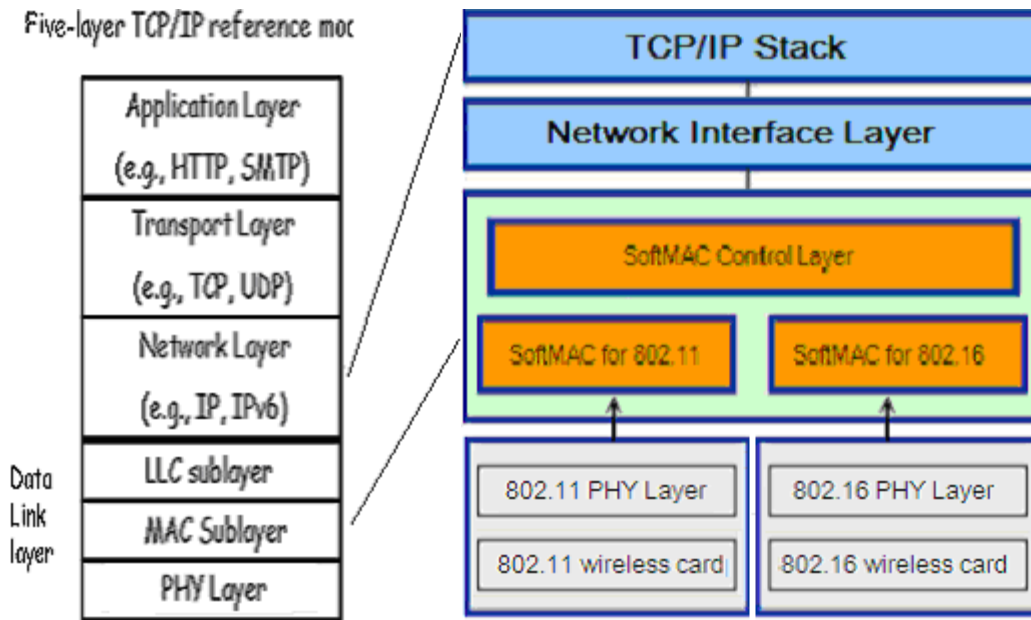 Five-layer TCP/IP reference moc
Application Layer
(e.g., HTTP, SMTP)
Transport Layer
(e.g., TCP, UDP)
Network Layer
(e.g., IP, IPv6)
Data
Link
layer
LLC sublayer
MAC Sublayer
PHY Layer
TCP/IP Stack
Network Interface Layer
SoftMAC Control Layer
SoftMAC for 802.11
SoftMAC for 802.16
802.11 PHY Layer
802.11 wireless card
802.16 PHY Layer
802.16 wireless card